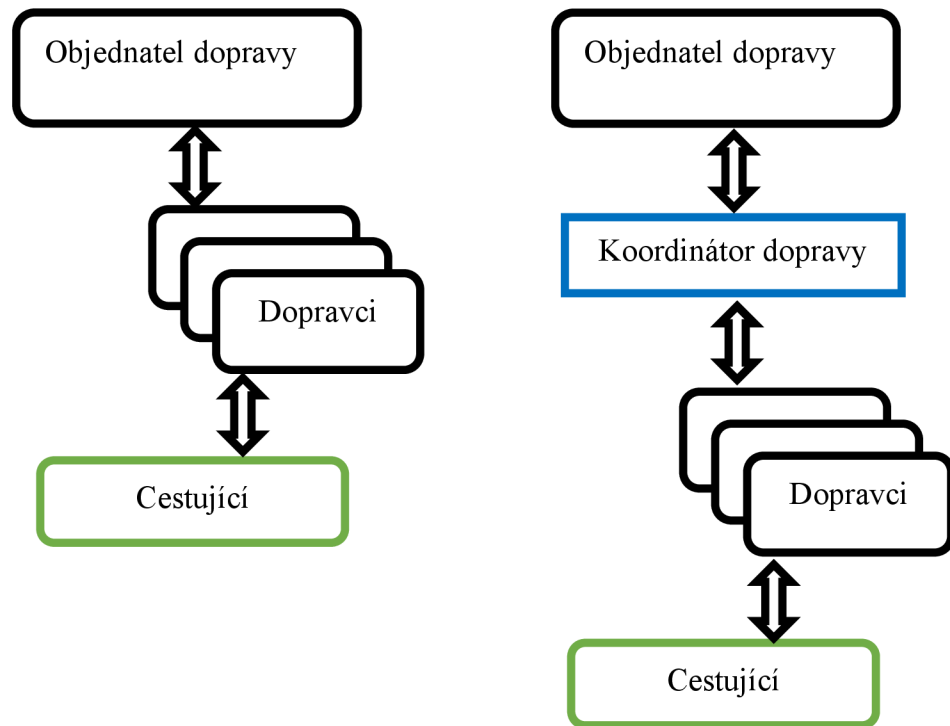 Objednatel dopravy
Dopravci
Cestující
Objednatel dopravy
Koordinátor dopravy
Dopravci
Cestující